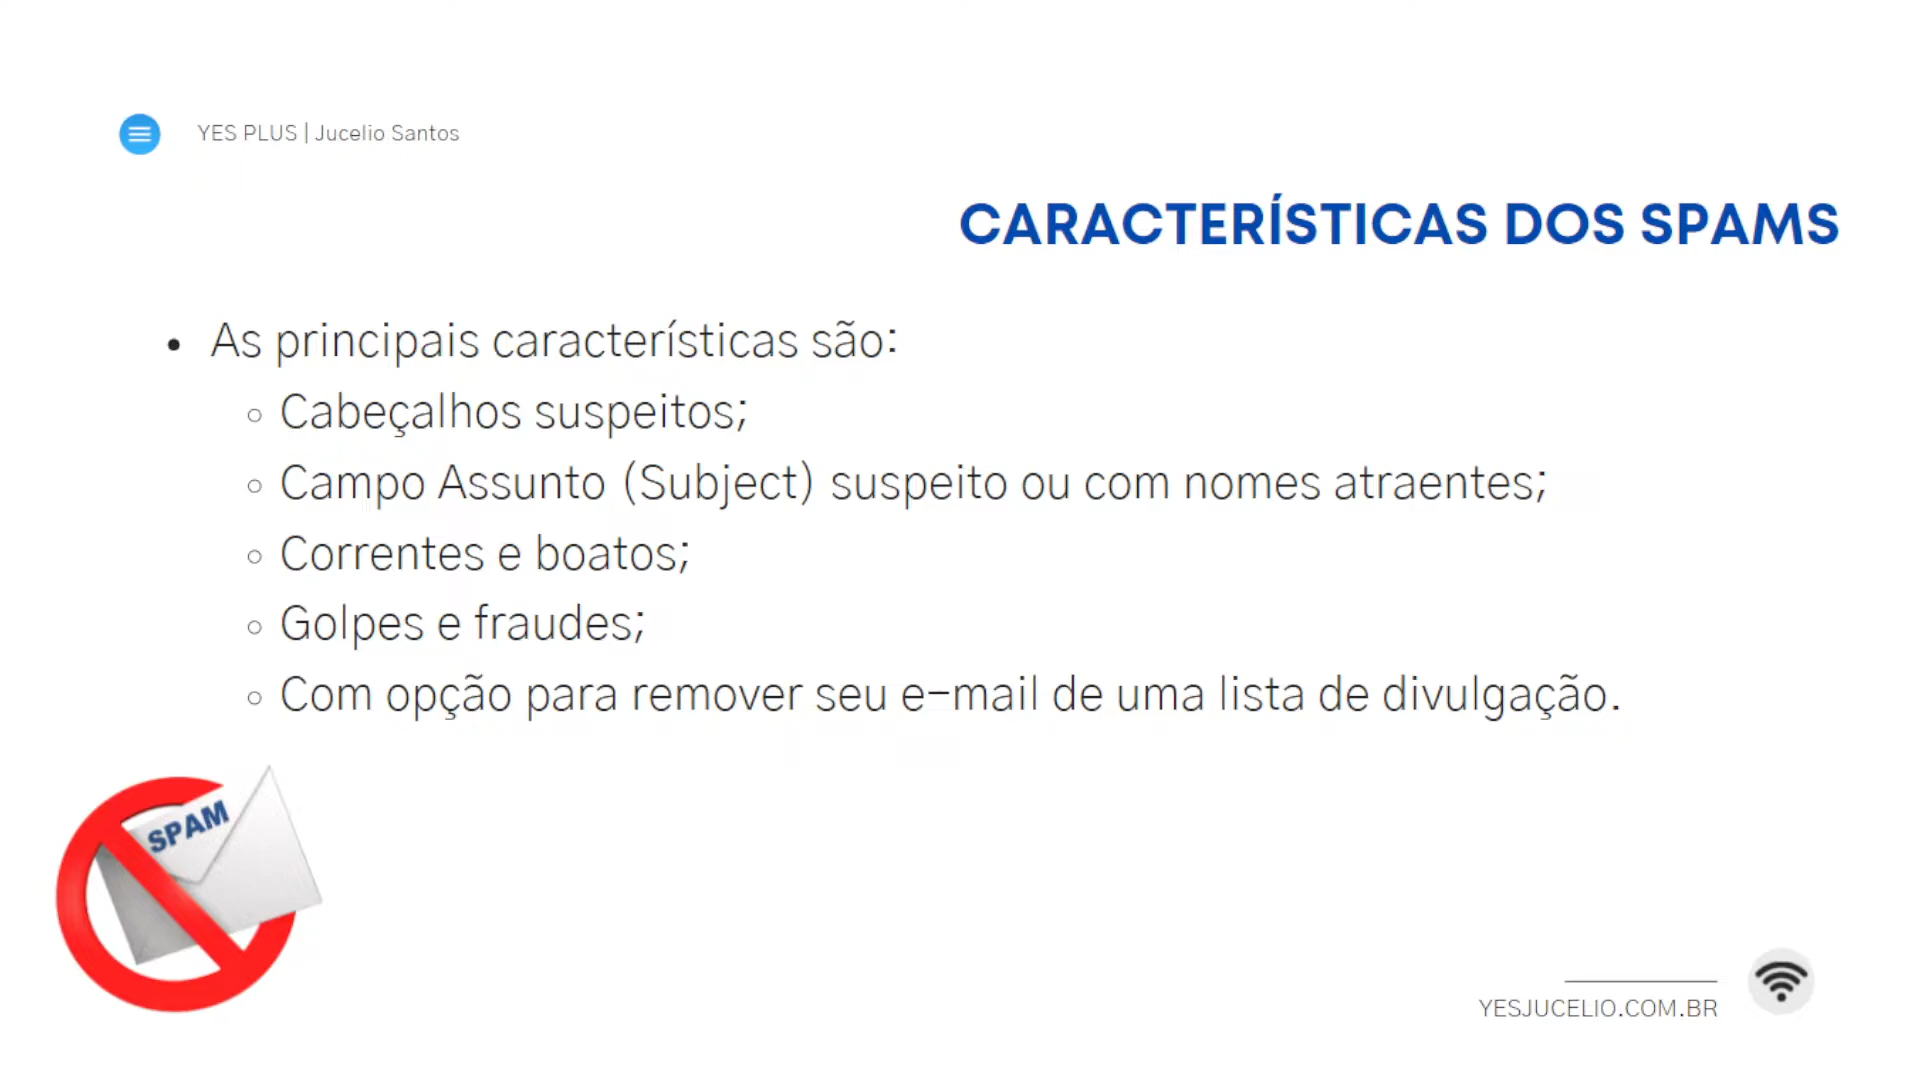 YES PLUS | Jucelio Santos
CARACTERÍSTICAS DOS SPAMS
• As principais características são:
◦ Cabeçalhos suspeitos;
◦ Campo Assunto (Subject) suspeito ou com nomes atraentes;
◦ Correntes e boatos;
◦ Golpes e fraudes;
◦ Com opção para remover seu e-mail de uma lista de divulgação.
SPAM
YESJUCELIO.COM.BR